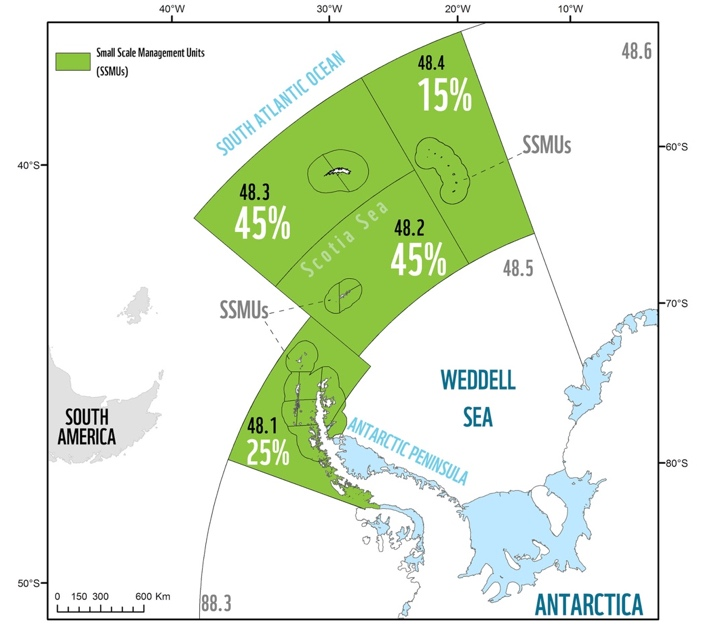 40°W
30°W
20°W
10°W
Small Scale Management Units
(SSMUs)
SOUTH ATLANTIC OCEAN
48.4
15%
48.6
60°S
SSMUs
40°S
48.3
45%
Scotia Sea
48.2
45%
48.5
SSMUs
70°S
WEDDELL
SEA
SOUTH
AMERICA
48.1
25%
ANTARCTIC PENINSULA
80°S
50°S
0 150 300 600 Km
88.3
ANTARCTICA